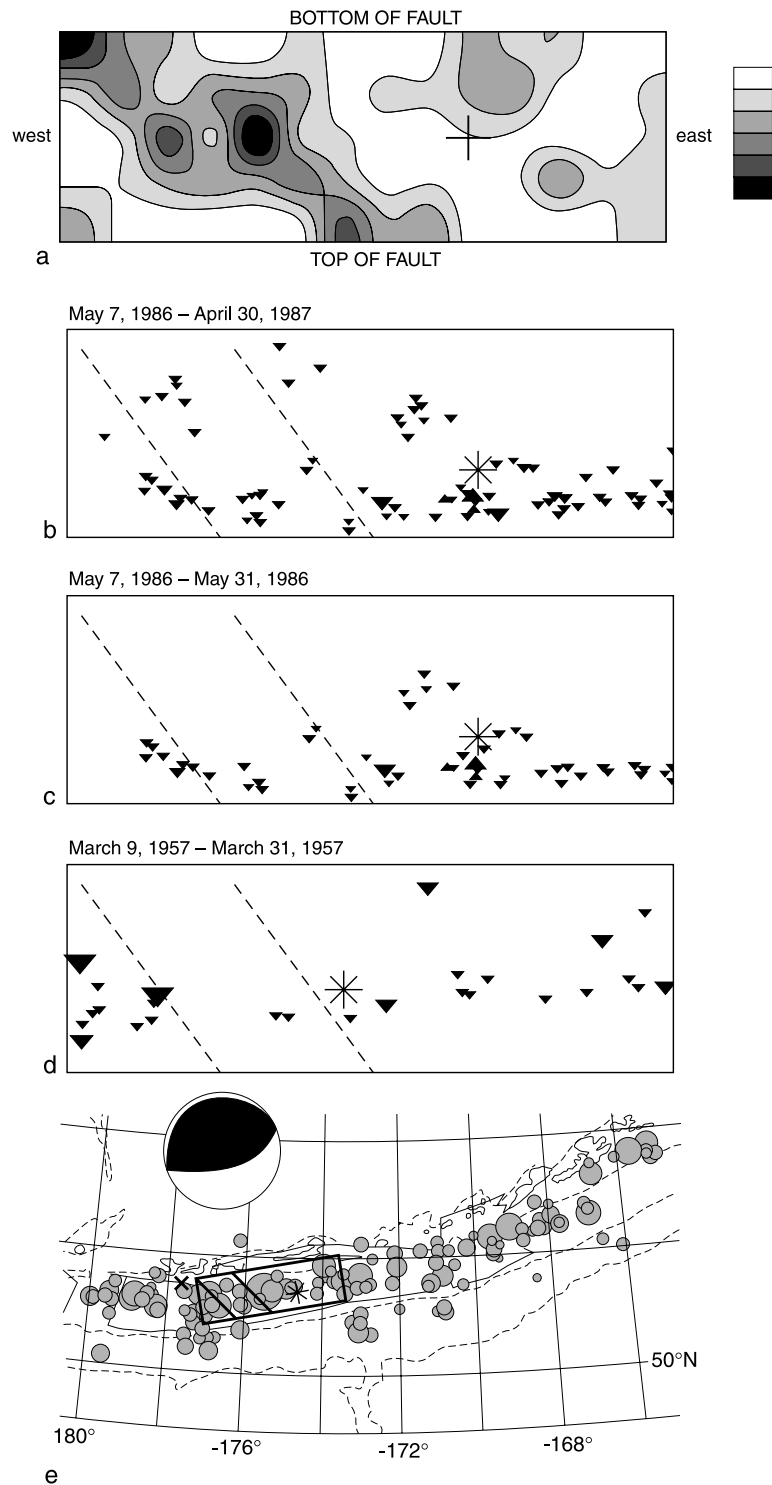 BOTTOM OF FAULT
west
east
a
TOP OF FAULT
May 7, 1986 – April 30, 1987
b
May 7, 1986 – May 31, 1986
c
March 9, 1957 – March 31, 1957
d
50°N
180°
-176°
-172°
-168°
e